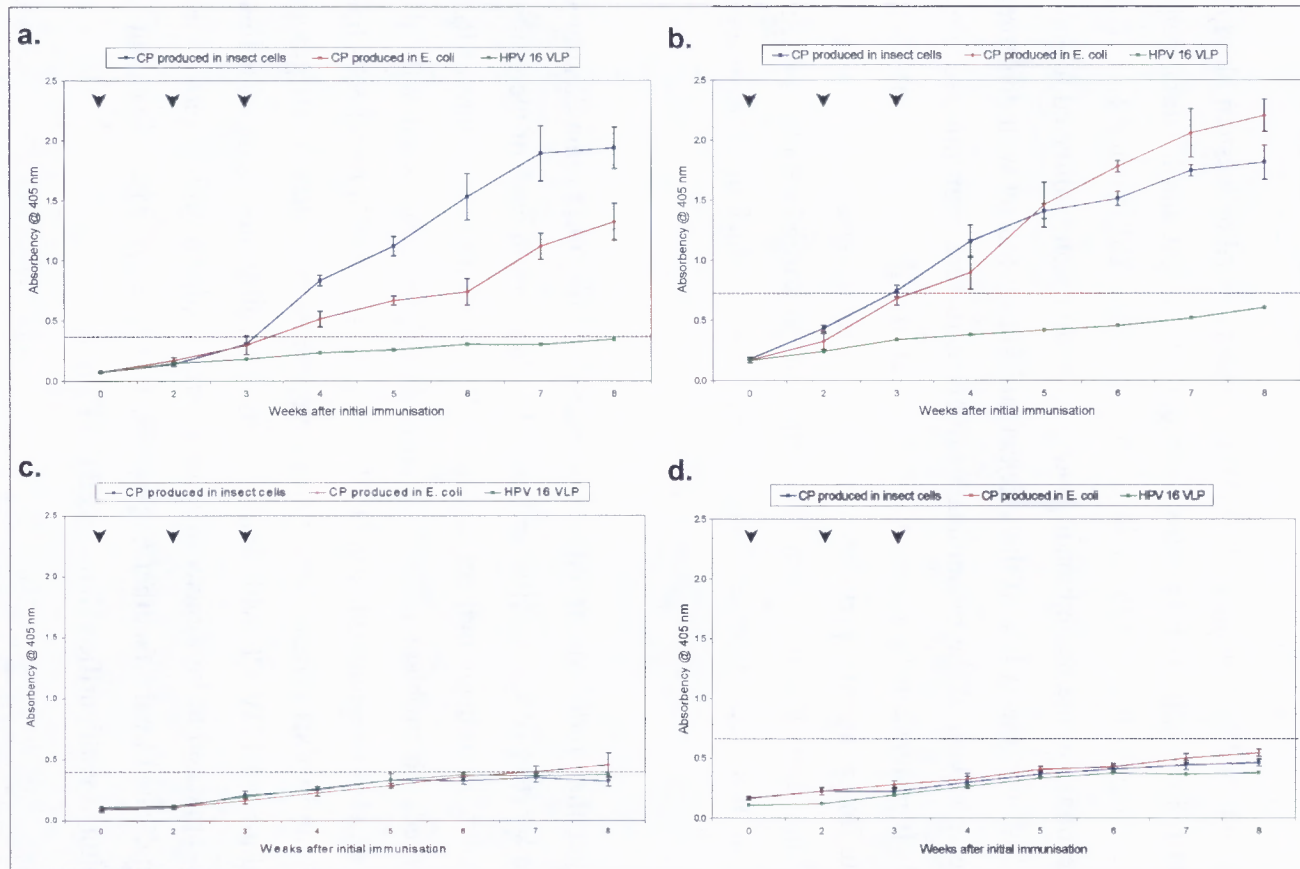 a.
CP produced in insect cells CP produced in E. coli HPV 16 VLP
2.5
2.0
1.5
1.0
0.5
0.0
Absorbency @ 405 nm
0 2 3 4 5 6 7 8
Weeks after initial immunisation
b.
CP produced in insect cells CP produced in E. coli HPV 16 VLP
2.5
2.0
1.5
1.0
0.5
0.0
Absorbency @ 405 nm
0 2 3 4 5 6 7 8
Weeks after initial immunisation
c.
CP produced in insect cells CP produced in E. coli HPV 16 VLP
2.5
2.0
1.5
1.0
0.5
0.0
Absorbency @ 405 nm
0 2 3 4 5 6 7 8
Weeks after initial immunisation
d.
CP produced in insect cells CP produced in E. coli HPV 16 VLP
2.5
2.0
1.5
1.0
0.5
0.0
Absorbency @ 405 nm
0 2 3 4 5 6 7 8
Weeks after initial immunisation